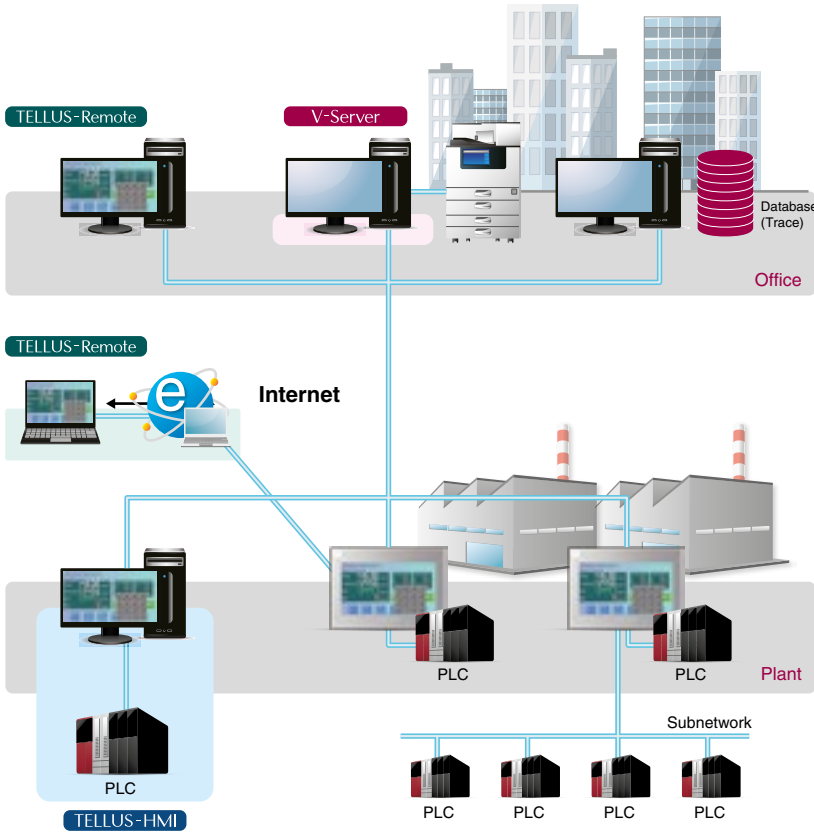 TELLUS-Remote
V-Server
Database
(Trace)
Office
TELLUS-Remote
e
Internet
PLC
PLC
Plant
Subnetwork
PLC
PLC
PLC
PLC
PLC
TELLUS-HMI